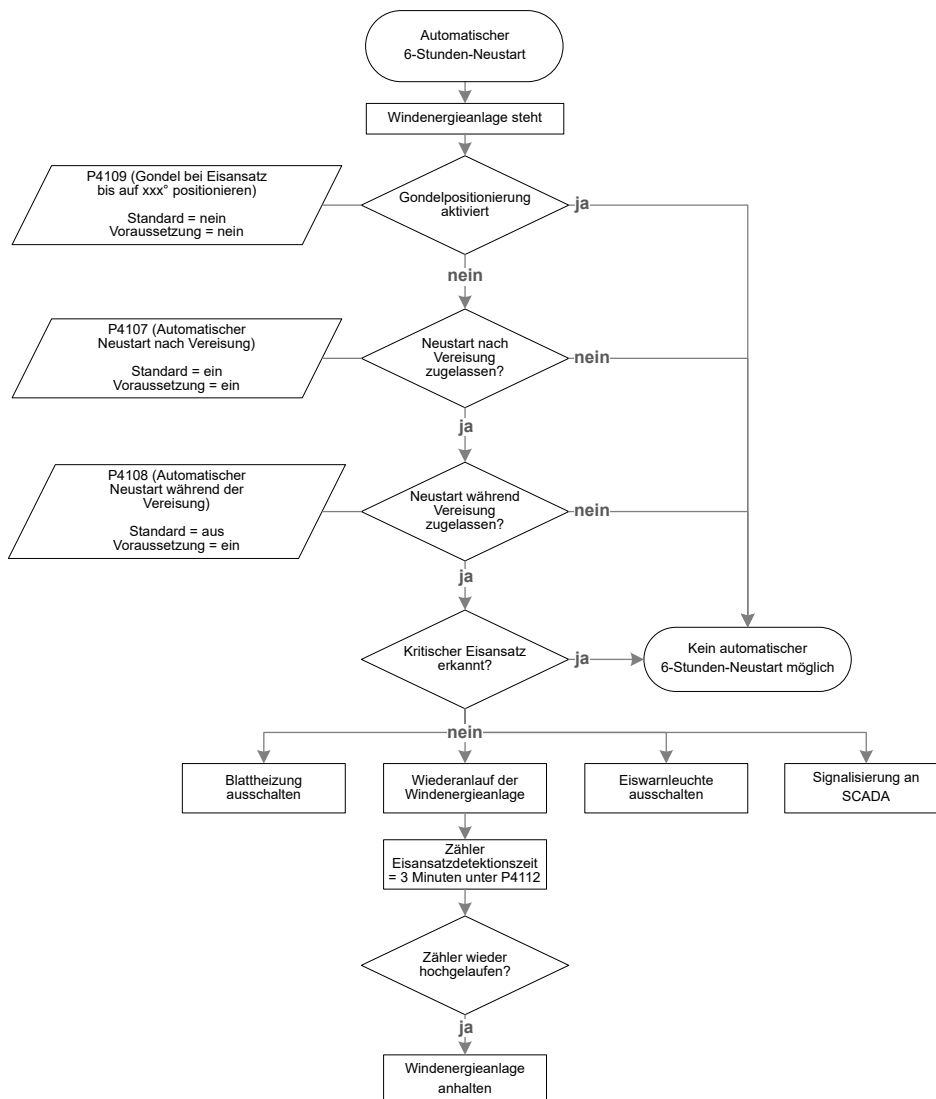 Automatischer
6-Stunden-Neustart
Windenergieanlage steht
P4109 (Gondel bei Eisansatz
bis auf xxx° positionieren)
Standard = nein
Voraussetzung = nein
Gondelpositionierung
aktiviert
ja
nein
P4107 (Automatischer
Neustart nach Vereisung)
Standard = ein
Voraussetzung = ein
Neustart nach
Vereisung
zugelassen?
nein
ja
P4108 (Automatischer
Neustart während der
Vereisung)
Standard = aus
Voraussetzung = ein
Neustart während
Vereisung
zugelassen?
nein
ja
Kritischer Eisansatz
erkannt?
ja
Kein automatischer
6-Stunden-Neustart möglich
nein
Blattheizung
ausschalten
Wiederanlauf der
Windenergieanlage
Eiswarnleuchte
ausschalten
Signalisierung an
SCADA
Zähler
Eisansatzdetektionszeit
= 3 Minuten unter P4112
Zähler wieder
hochgelaufen?
ja
Windenergieanlage
anhalten